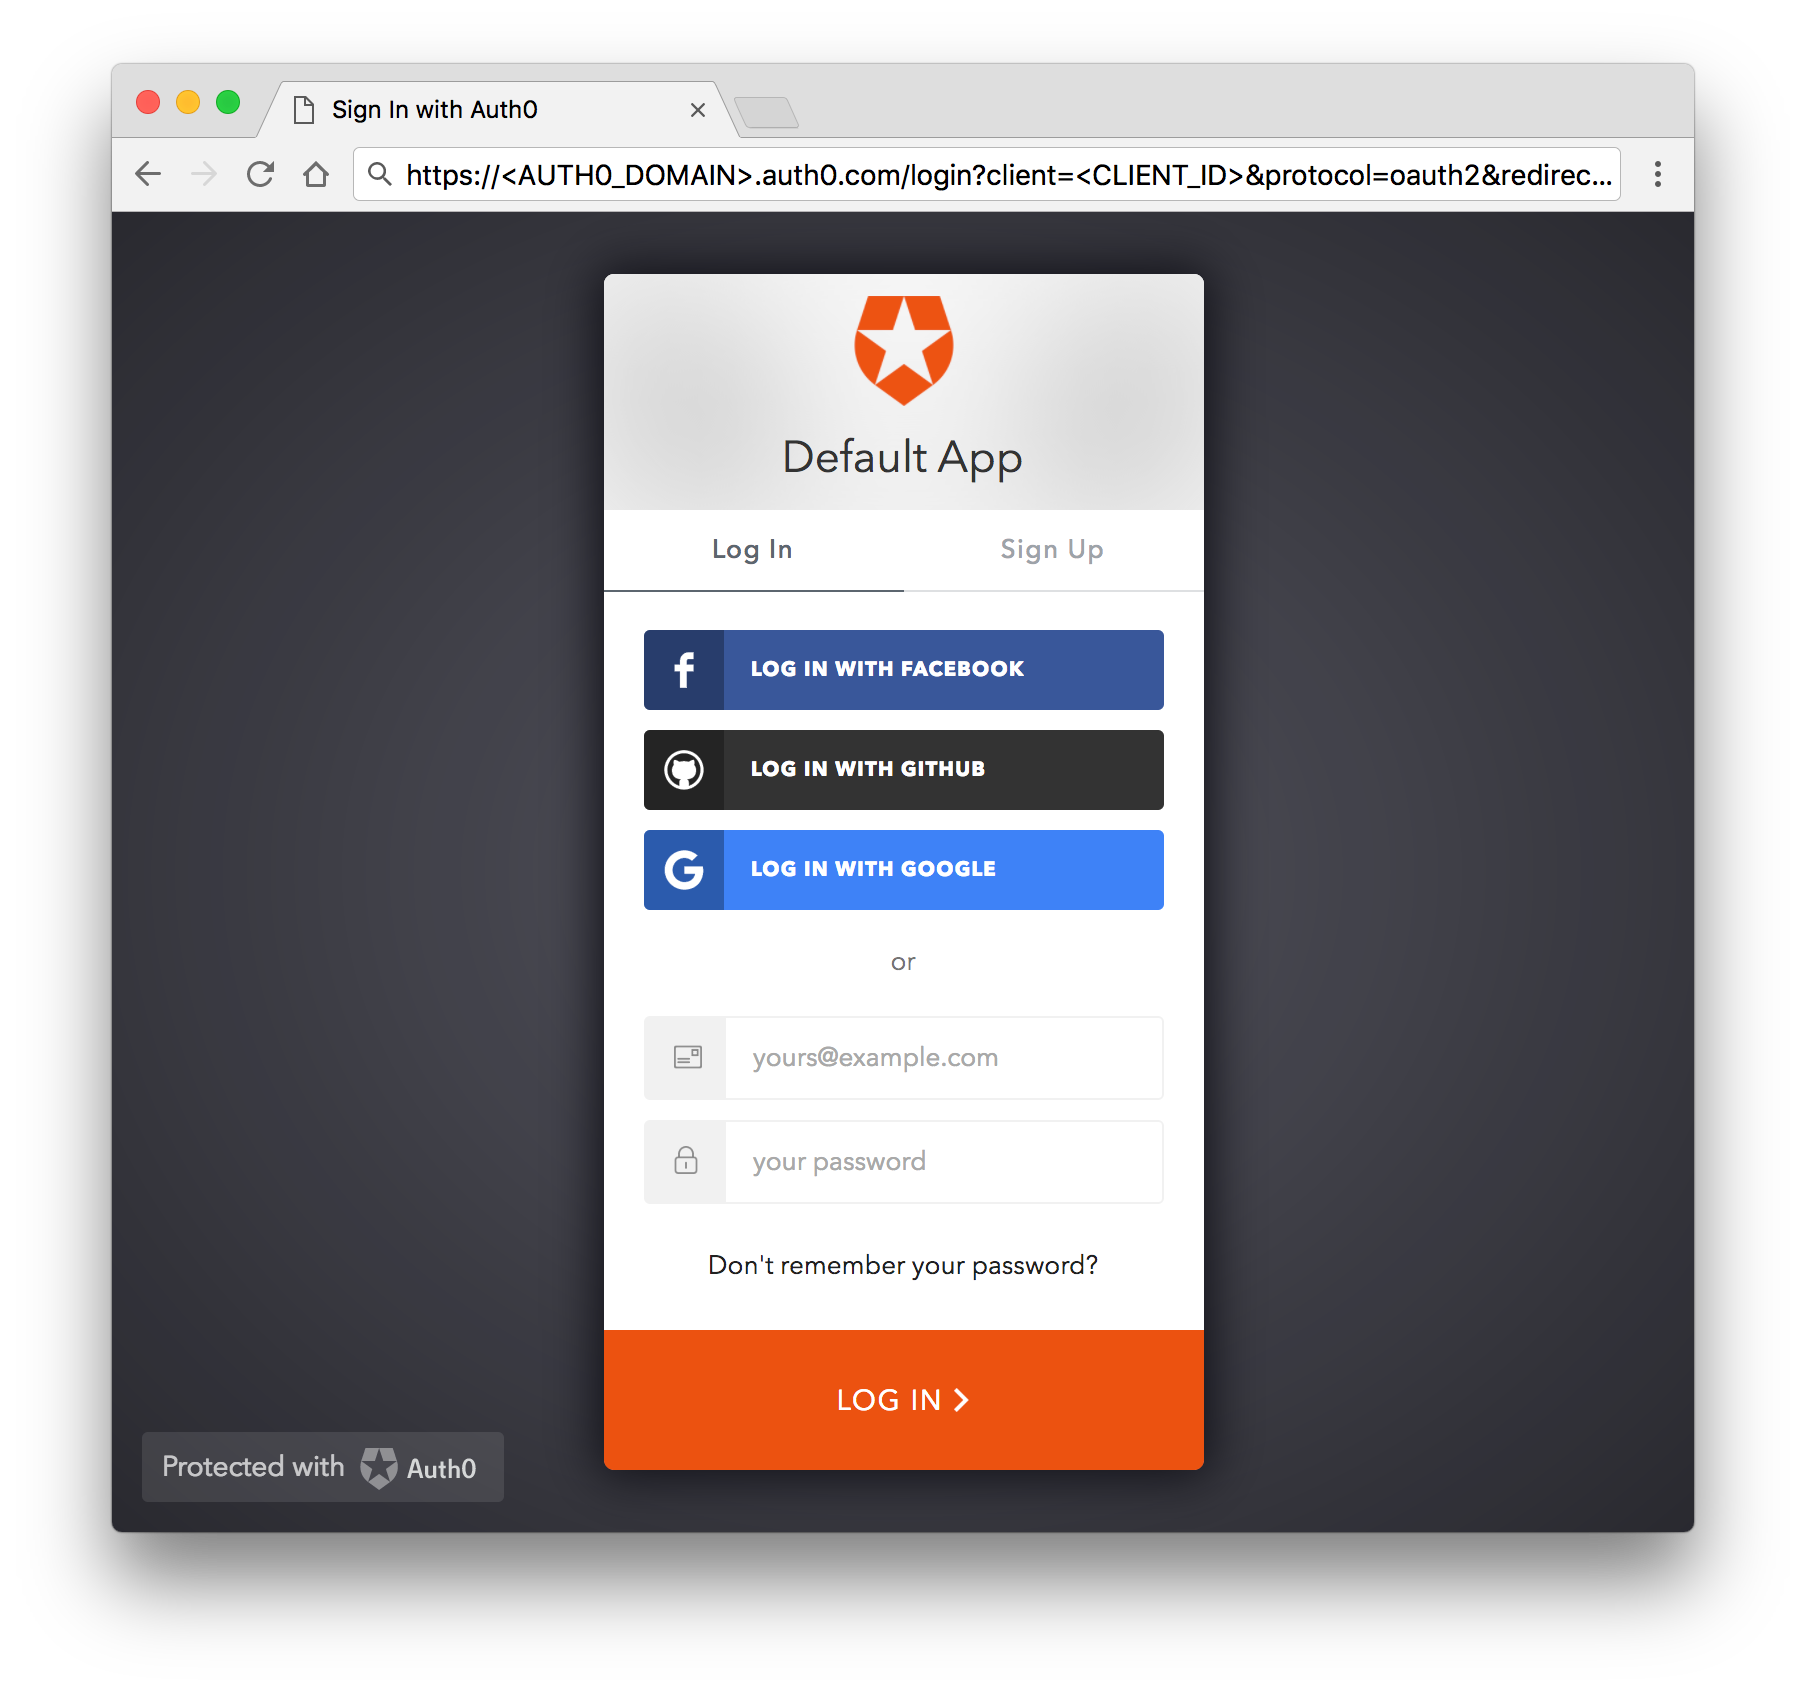 Sign In with Auth0
https://<AUTH0_DOMAIN>.auth0.com/login?client=<CLIENT_ID>&protocol=oauth2&redirec...
Default App
Log In
Sign Up
LOG IN WITH FACEBOOK
LOG IN WITH GITHUB
LOG IN WITH GOOGLE
or
yours@example.com
your password
Don't remember your password?
LOG IN
Protected with Auth0